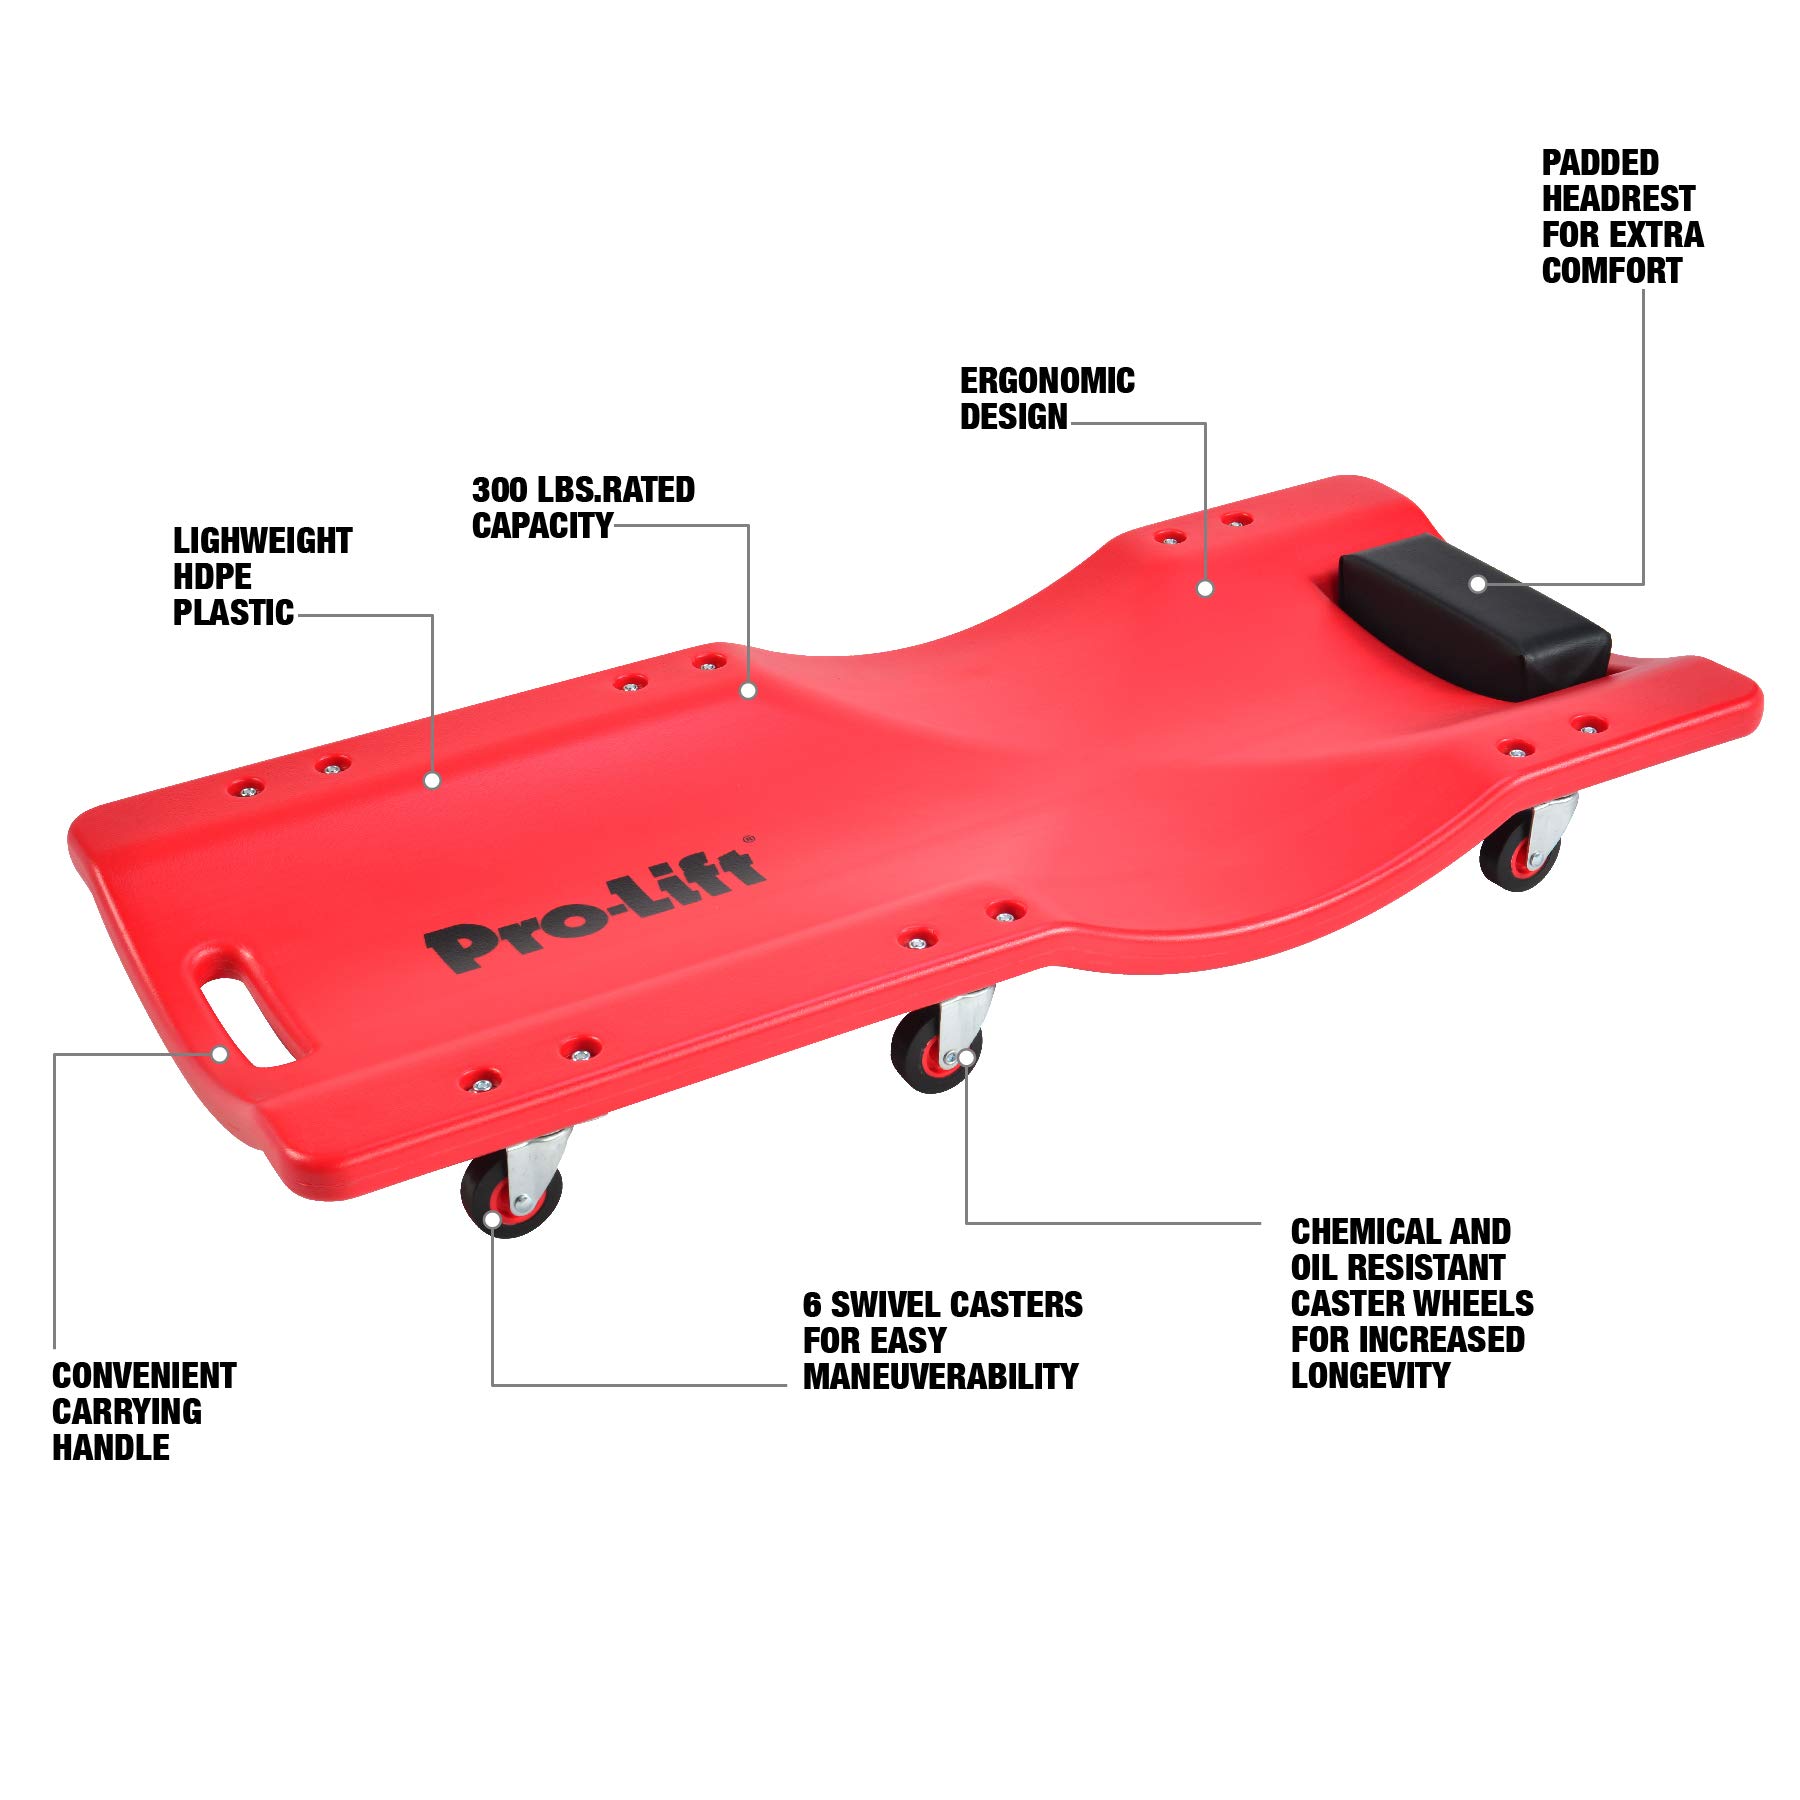 PADDED
HEADREST
FOR EXTRA
COMFORT
ERGONOMIC
DESIGN
300 LBS.RATED
CAPACITY
LIGHWEIGHT
HDPE
PLASTIC
Pro-Lift®
CONVENIENT
CARRYING
HANDLE
6 SWIVEL CASTERS
FOR EASY
MANEUVERABILITY
CHEMICAL AND
OIL RESISTANT
CASTER WHEELS
FOR INCREASED
LONGEVITY